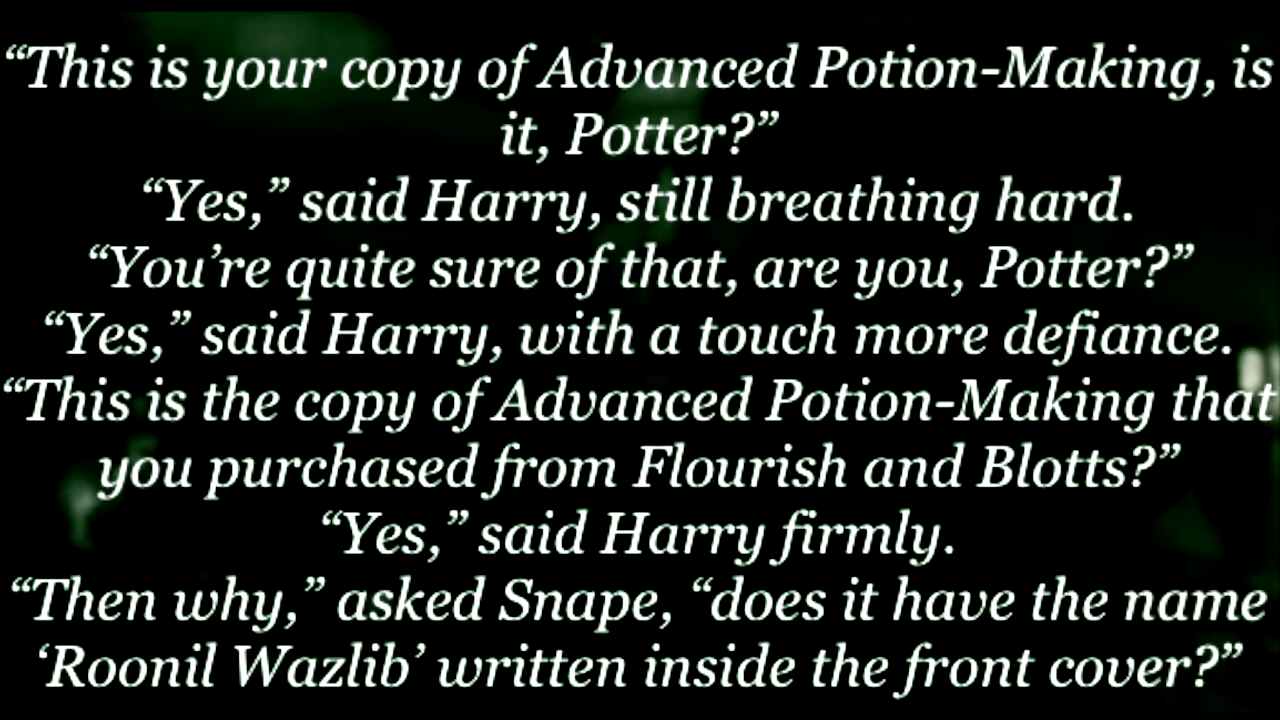 “This is your copy of Advanced Potion-Making, is
it, Potter?”
“Yes,” said Harry, still breathing hard.
“You’re quite sure of that, are you, Potter?”
“Yes,” said Harry, with a touch more defiance.
“This is the copy of Advanced Potion-Making that
you purchased from Flourish and Blotts?”
“Yes,” said Harry firmly.
“Then why,” asked Snape, “does it have the name
‘Roonil Wazlib’ written inside the front cover?”